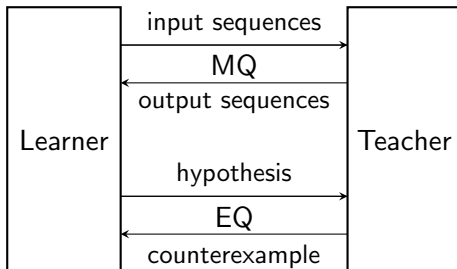 input sequences
MQ
output sequences
Learner
Teacher
hypothesis
EQ
counterexample